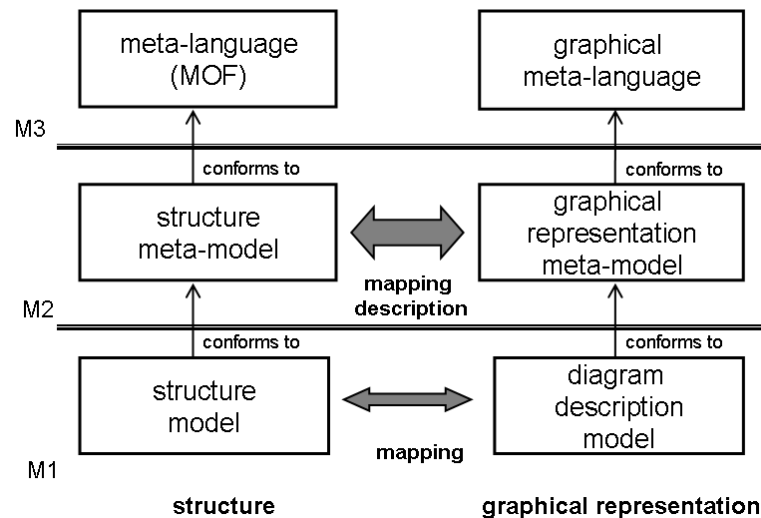 meta-language
(MOF)
graphical
meta-language
M3
conforms to
conforms to
structure
meta-model
graphical
representation
meta-model
mapping
description
M2
conforms to
conforms to
structure
model
diagram
description
model
mapping
M1
structure
graphical representation